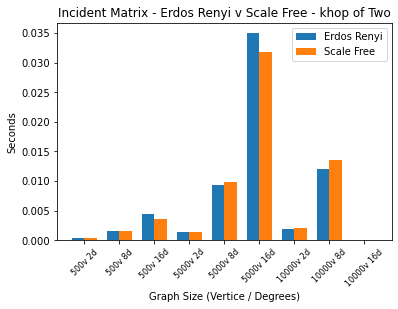 Incident Matrix - Erdos Renyi v Scale Free - khop of Two
Erdos Renyi
Scale Free
Seconds
0.035
0.030
0.025
0.020
0.015
0.010
0.005
0.000
500v 2d
500v 8d
500v 16d
5000v 2d
5000v 8d
5000v 16d
10000v 2d
10000v 8d
10000v 16d
Graph Size (Vertice / Degrees)